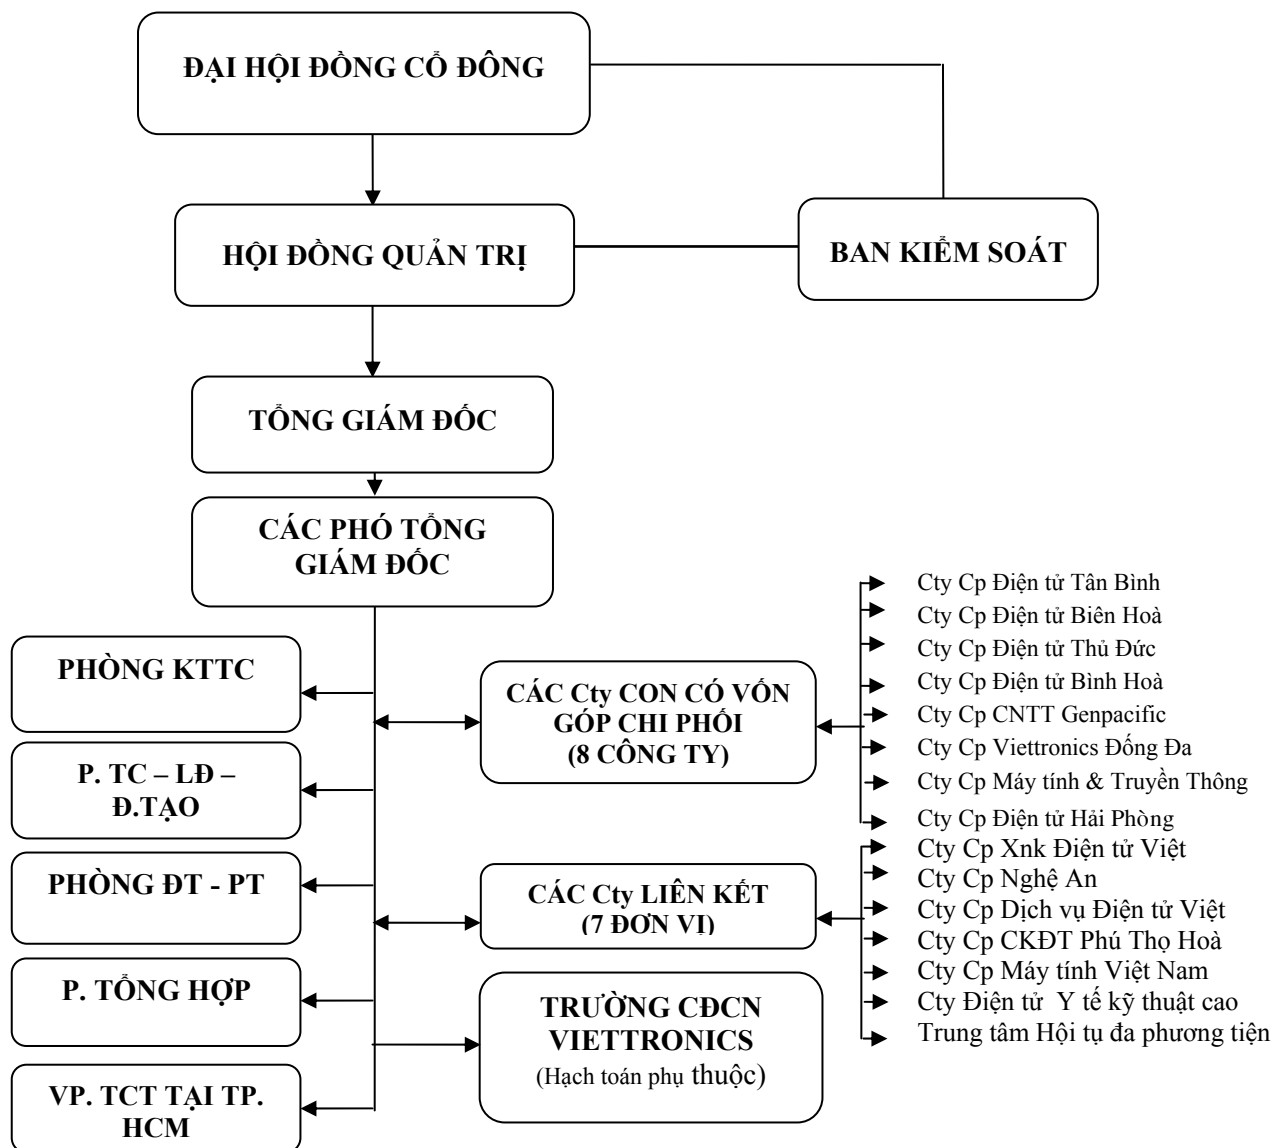 ĐẠI HỘI ĐỒNG CỔ ĐÔNG
HỘI ĐỒNG QUẢN TRỊ
BAN KIỂM SOÁT
TỔNG GIÁM ĐỐC
CÁC PHÓ TỔNG
GIÁM ĐỐC
PHÒNG KTTC
P. TC – LĐ –
Đ.TẠO
PHÒNG ĐT - PT
P. TỔNG HỢP
VP. TCT TẠI TP.
HCM
CÁC Cty CON CÓ VỐN
GÓP CHI PHỐI
(8 CÔNG TY)
CÁC Cty LIÊN KẾT
(7 ĐƠN VỊ)
TRƯỜNG CĐCN
VIETTRONICS
(Hạch toán phụ thuộc)
Cty Cp Điện tử Tân Bình
Cty Cp Điện tử Biên Hoà
Cty Cp Điện tử Thủ Đức
Cty Cp Điện tử Bình Hoà
Cty Cp CNTT Genpacific
Cty Cp Viettronics Đống Đa
Cty Cp Máy tính & Truyền Thông
Cty Cp Điện tử Hải Phòng
Cty Cp Xnk Điện tử Việt
Cty Cp Nghệ An
Cty Cp Dịch vụ Điện tử Việt
Cty Cp CKĐT Phú Thọ Hoà
Cty Cp Máy tính Việt Nam
Cty Điện tử Y tế kỹ thuật cao
Trung tâm Hội tụ đa phương tiện